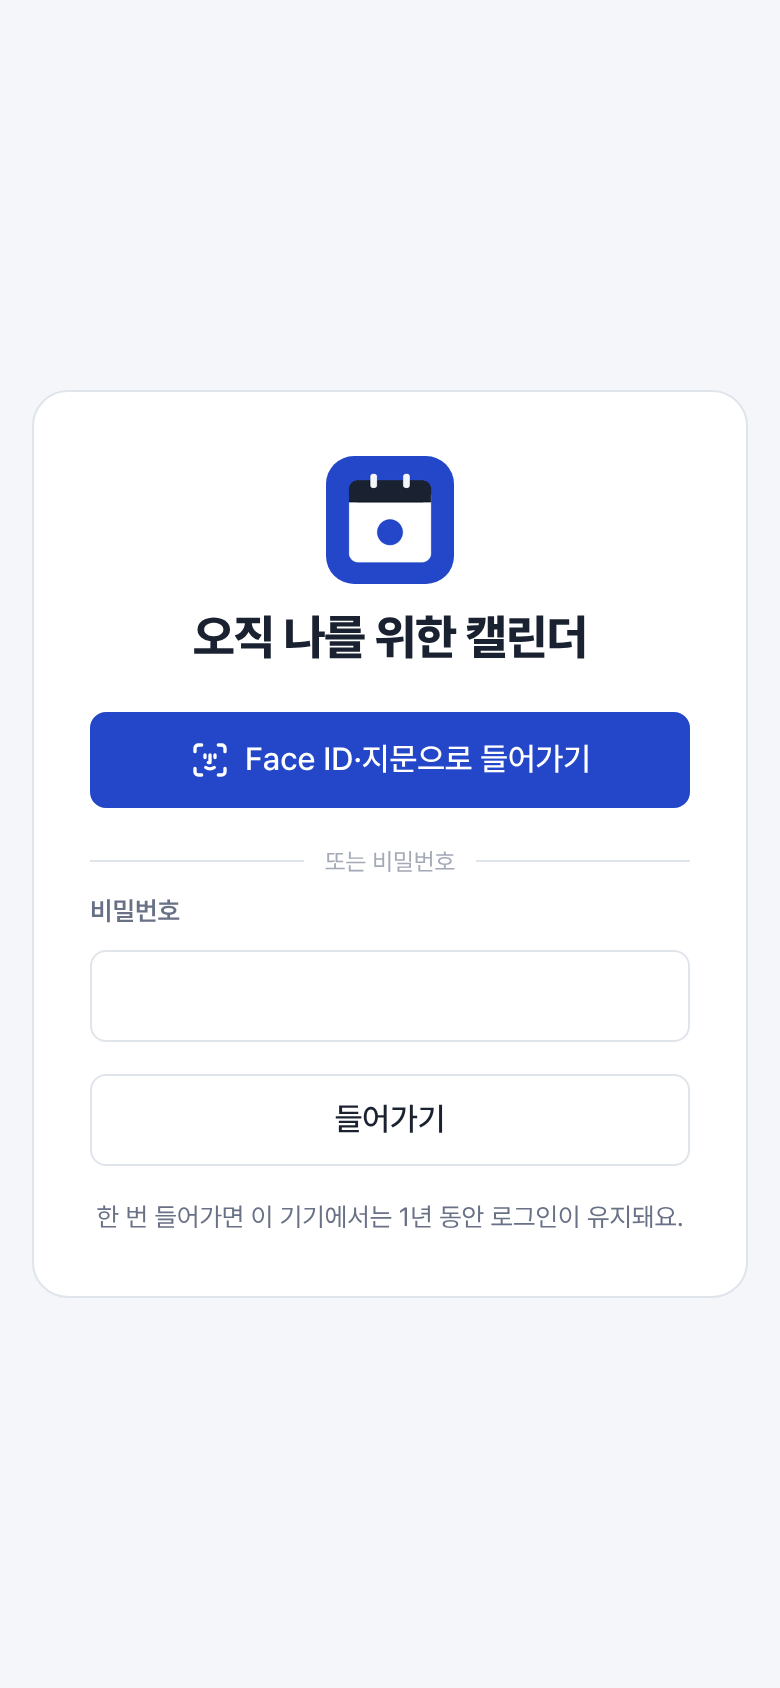 오직 나를 위한 캘린더
Face ID·지문으로 들어가기
또는 비밀번호
비밀번호
들어가기
한 번 들어가면 이 기기에서는 1년 동안 로그인이 유지돼요.